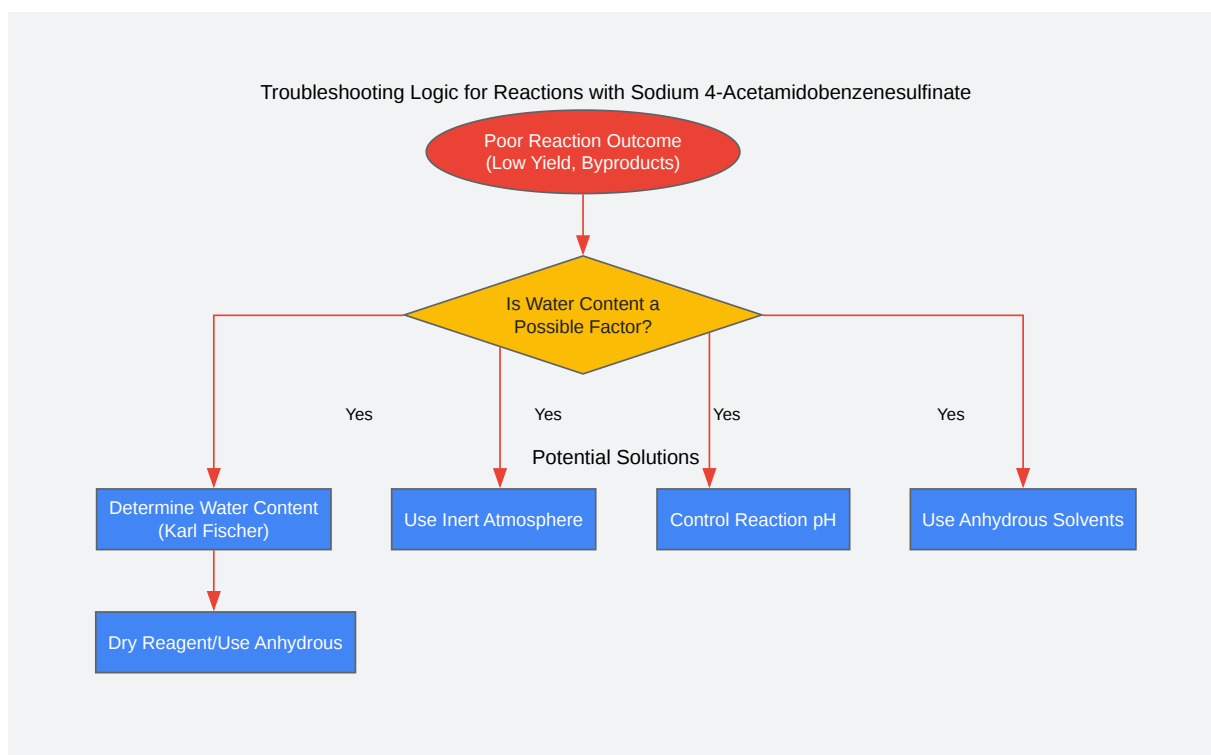 Troubleshooting Logic for Reactions with Sodium 4-Acetamidobenzenesulfinate
Poor Reaction Outcome
(Low Yield, Byproducts)
Is Water Content a
Possible Factor?
Yes
Yes
Yes
Yes
Potential Solutions
Determine Water Content
(Karl Fischer)
Use Inert Atmosphere
Control Reaction pH
Use Anhydrous Solvents
Dry Reagent/Use Anhydrous